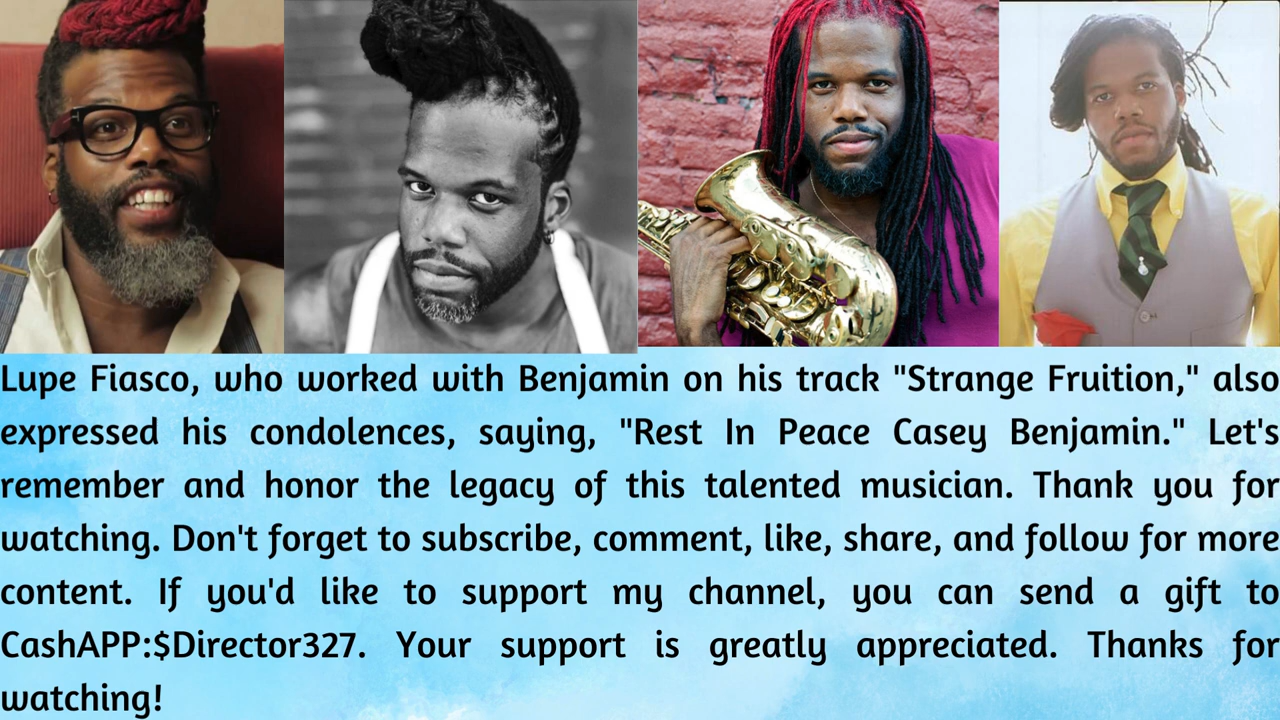 Lupe Fiasco, who worked with Benjamin on his track "Strange Fruition," also
expressed his condolences, saying, "Rest In Peace Casey Benjamin." Let's
remember and honor the legacy of this talented musician. Thank you for
watching. Don't forget to subscribe, comment, like, share, and follow for more
content. If you'd like to support my channel, you can send a gift to
CashAPP:$Director327. Your support is greatly appreciated. Thanks for
watching!